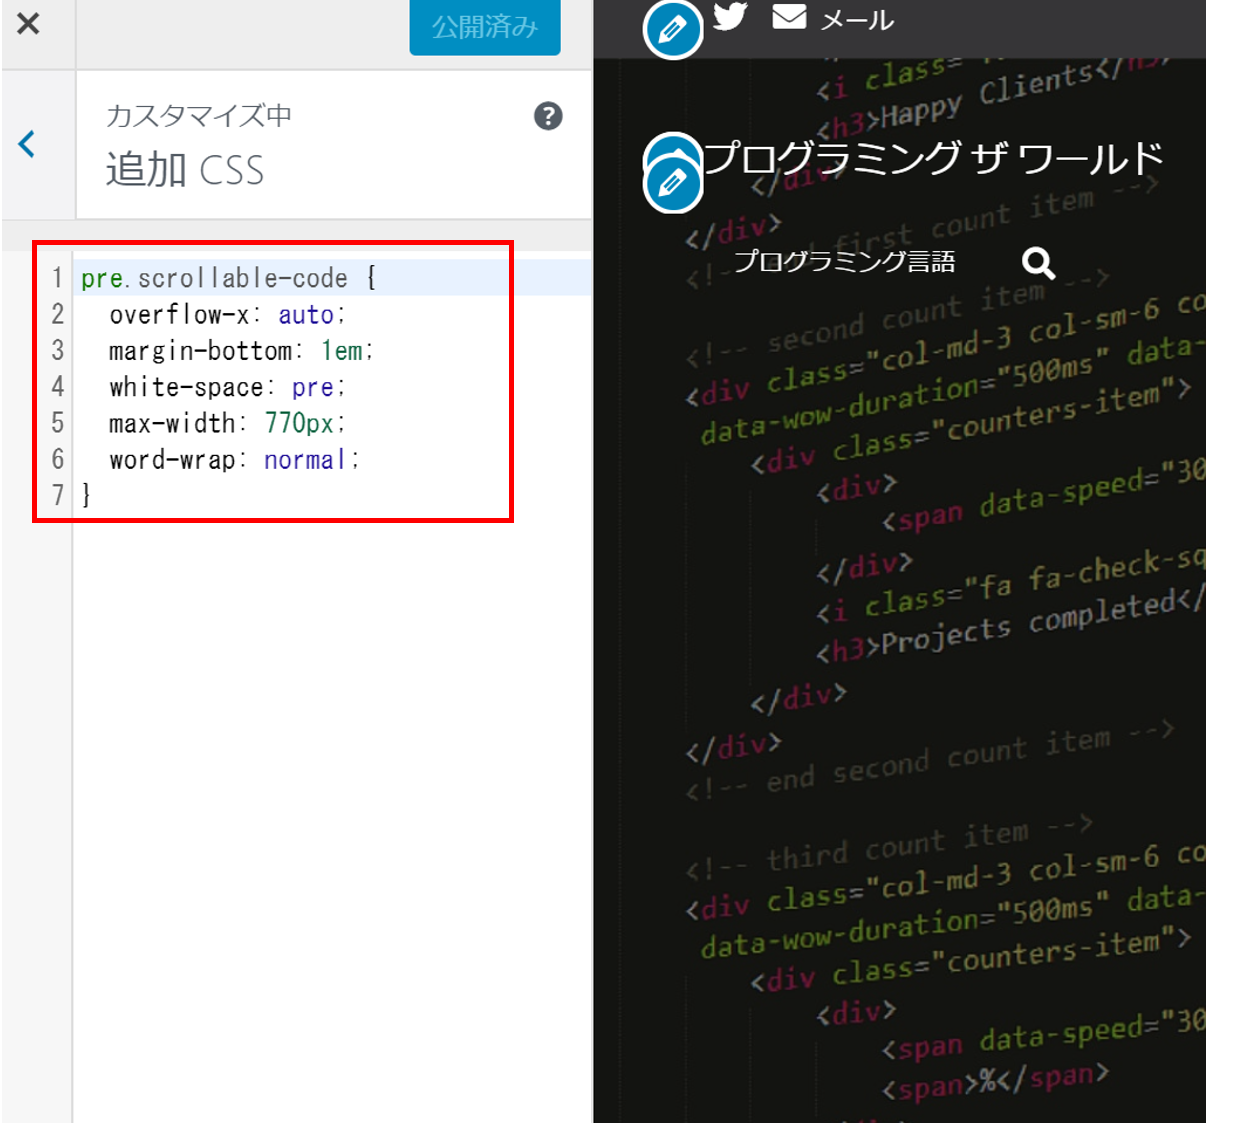 公開済み
カスタマイズ中
追加 CSS
1 pre.scrollable-code {
2 overflow-x: auto;
3 margin-bottom: 1em;
4 white-space: pre;
5 max-width: 770px;
6 word-wrap: normal;
7 }
メール
<i class=
<h3>Happy Clients</h3>
プログラミング ザ ワールド
</div>
</div>
<!-- end first count item -->
プログラミング言語
<!-- second count item -->
<div class="col-md-3 col-sm-6 co
data-wow-duration="500ms" data-
<div class="counters-item">
<div>
<span data-speed="30
</div>
<i class="fa fa-check-sq
<h3>Projects completed</
</div>
</div>
<!-- end second count item -->
<!-- third count item -->
<div class="col-md-3 col-sm-6 co
data-wow-duration="500ms" data-
<div class="counters-item">
<div>
<span data-speed="30
<span>%</span>